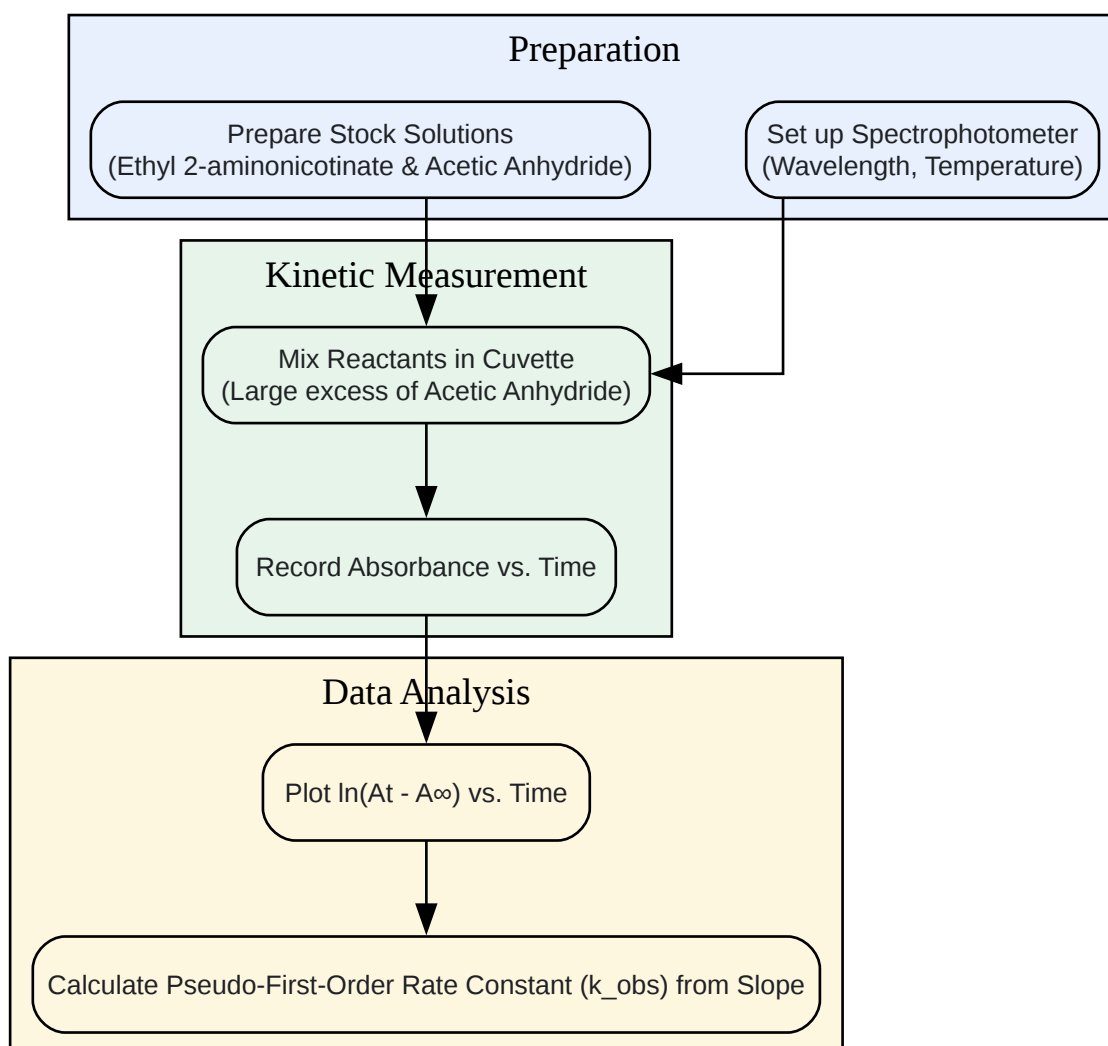 Preparation
Prepare Stock Solutions
(Ethyl 2-aminonicotinate & Acetic Anhydride)
Set up Spectrophotometer
(Wavelength, Temperature)
Kinetic Measurement
Mix Reactants in Cuvette
(Large excess of Acetic Anhydride)
Record Absorbance vs. Time
Data Analysis
Plot ln(At - A∞) vs. Time
Calculate Pseudo-First-Order Rate Constant (k_obs) from Slope